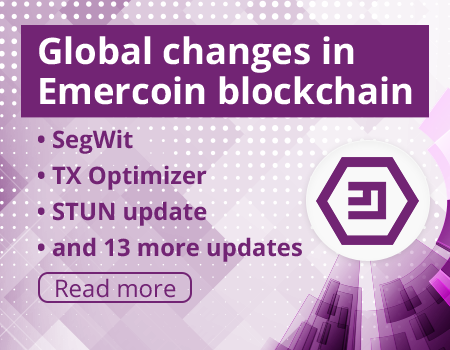 Global changes in
Emercoin blockchain
• SegWit
• TX Optimizer
• STUN update
• and 13 more updates
Read more